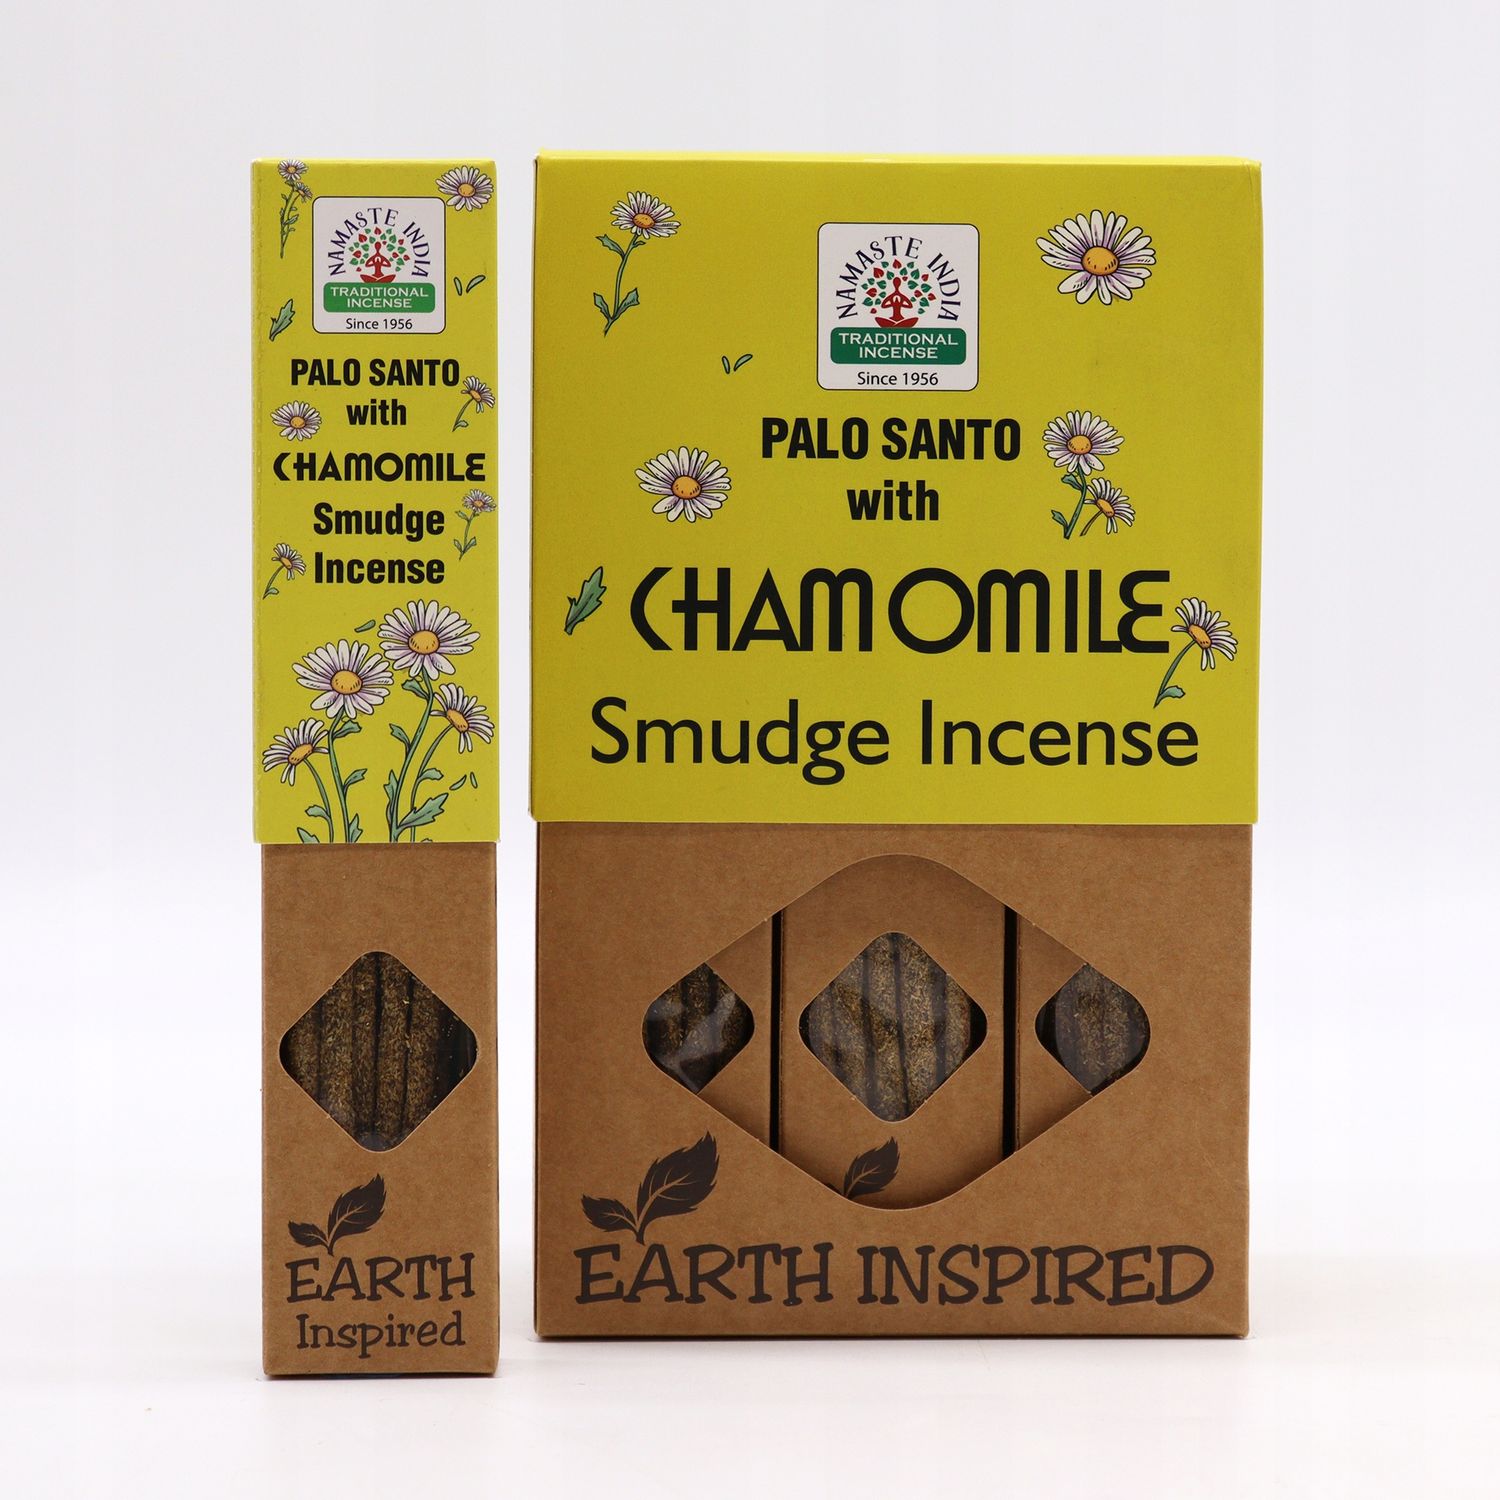 NAMASTE INDIA
TRADITIONAL
INCENSE
Since 1956
PALO SANTO
with
CHAMOMILE
Smudge
Incense
EARTH
Inspired
NAMASTE INDIA
TRADITIONAL
INCENSE
Since 1956
PALO SANTO
with
CHAMOMILE
Smudge Incense
EARTH INSPIRED